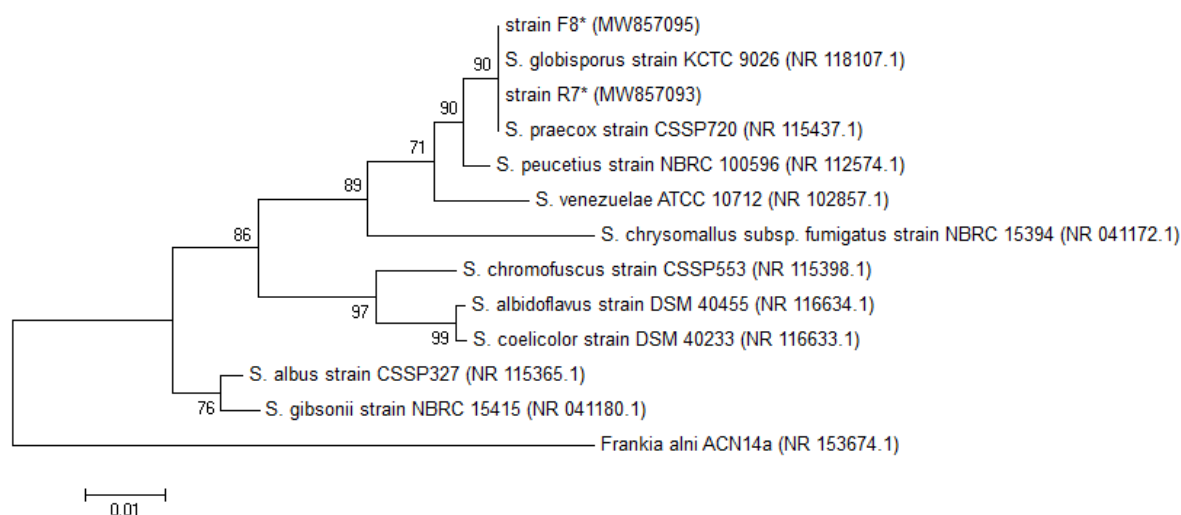 strain F8* (MW857095)
90
S. globisporus strain KCTC 9026 (NR 118107.1)
strain R7* (MW857093)
90
S. praecox strain CSSP720 (NR 115437.1)
71
S. peucetius strain NBRC 100596 (NR 112574.1)
89
S. venezuelae ATCC 10712 (NR 102857.1)
86
S. chrysomallus subsp. fumigatus strain NBRC 15394 (NR 041172.1)
S. chromofuscus strain CSSP553 (NR 115398.1)
97
S. albidoflavus strain DSM 40455 (NR 116634.1)
99
S. coelicolor strain DSM 40233 (NR 116633.1)
S. albus strain CSSP327 (NR 115365.1)
76
S. gibsonii strain NBRC 15415 (NR 041180.1)
Frankia alni ACN14a (NR 153674.1)
0.01